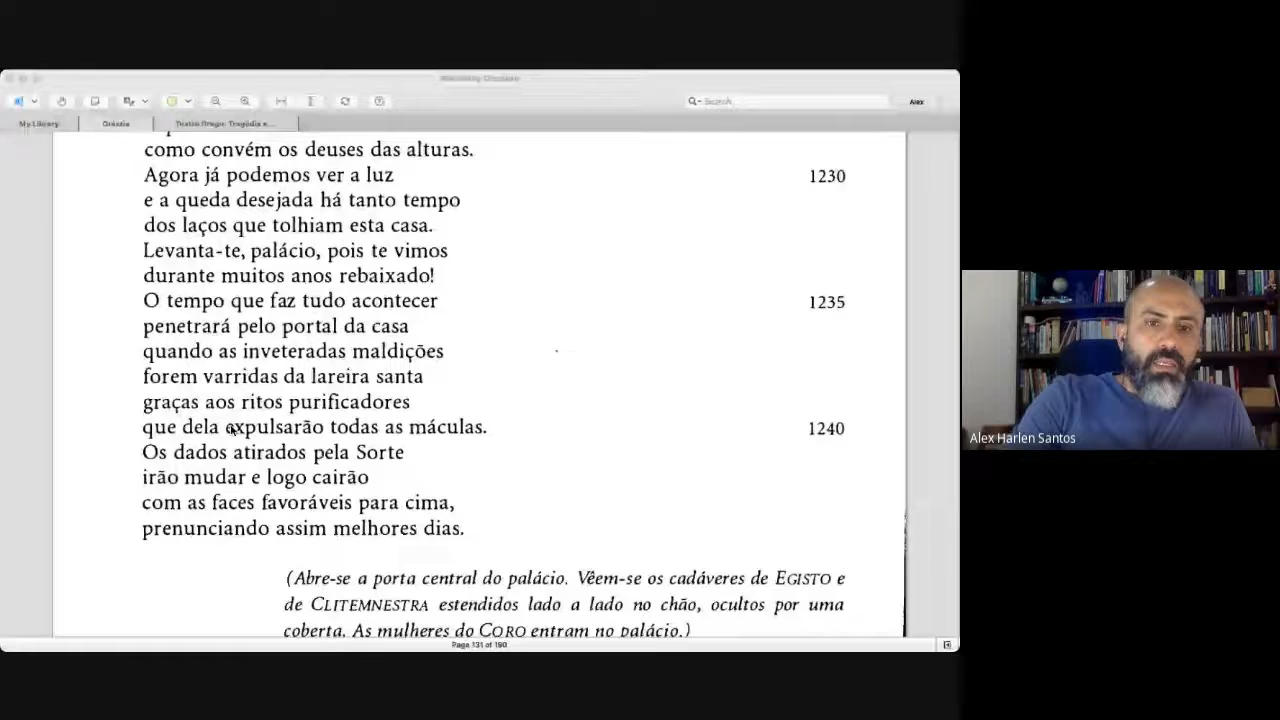 Search
Alex
My Library
Oréstia
Teatro Grego: Tragédia e...
como convém os deuses das alturas.
Agora já podemos ver a luz 1230
e a queda desejada há tanto tempo
dos laços que tolhiam esta casa.
Levanta-te, palácio, pois te vimos
durante muitos anos rebaixado!
O tempo que faz tudo acontecer 1235
penetrará pelo portal da casa
quando as inveteradas maldições
forem varridas da lareira santa
graças aos ritos purificadores
que dela expulsarão todas as máculas. 1240
Os dados atirados pela Sorte
irão mudar e logo cairão
com as faces favoráveis para cima,
prenunciando assim melhores dias.
(Abre-se a porta central do palácio. Vêem-se os cadáveres de EGISTO e
de CLITEMNESTRA estendidos lado a lado no chão, ocultos por uma
coberta. As mulheres do CORO entram no palácio.)
Page 131 of 190
Alex Harlen Santos